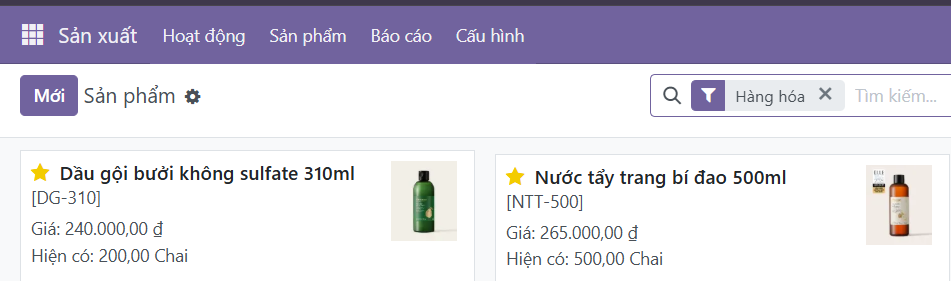 Sản xuất Hoạt động Sản phẩm Báo cáo Cấu hình
Mới Sản phẩm Hàng hóa Tìm kiếm...
Dầu gội bưởi không sulfate 310ml
[DG-310]
Giá: 240.000,00 ₫
Hiện có: 200,00 Chai
Nước tẩy trang bí đao 500ml
[NTT-500]
Giá: 265.000,00 ₫
Hiện có: 500,00 Chai